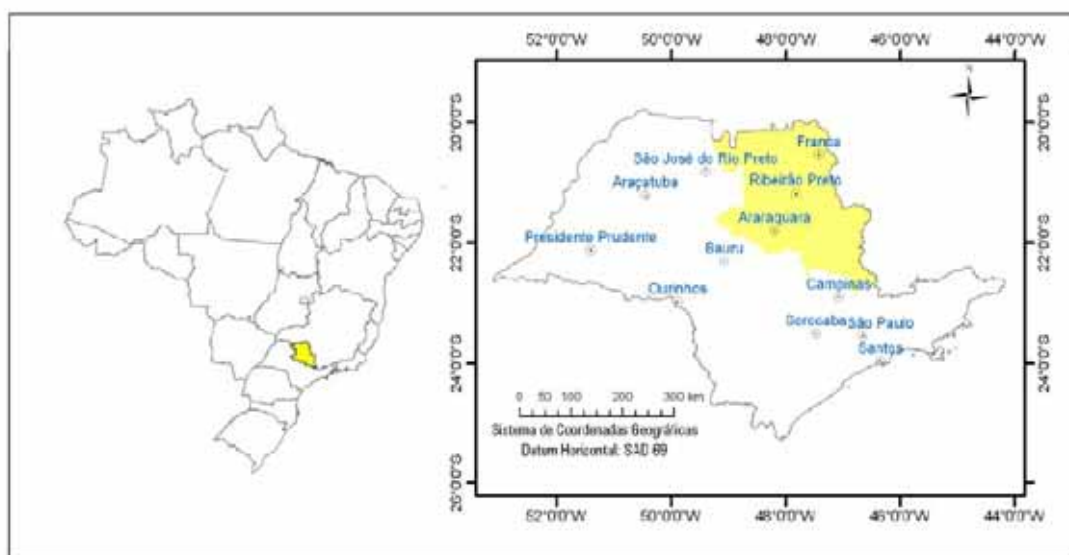 52°0'0"W 50°0'0"W 48°0'0"W 46°0'0"W 44°0'0"W
N
20°0'0"S 20°0'0"S
Franca
São José do Rio Preto
Araçatuba Ribeirão Preto
Araraquara
Presidente Prudente Bauru
22°0'0"S 22°0'0"S
Ourinhos Campinas
Sorocaba São Paulo
Santos
24°0'0"S 24°0'0"S
0 50 100 200 300 km
Sistema de Coordenadas Geográficas
Datum Horizontal: SAD 69
26°0'0"S 26°0'0"S
52°0'0"W 50°0'0"W 48°0'0"W 46°0'0"W 44°0'0"W